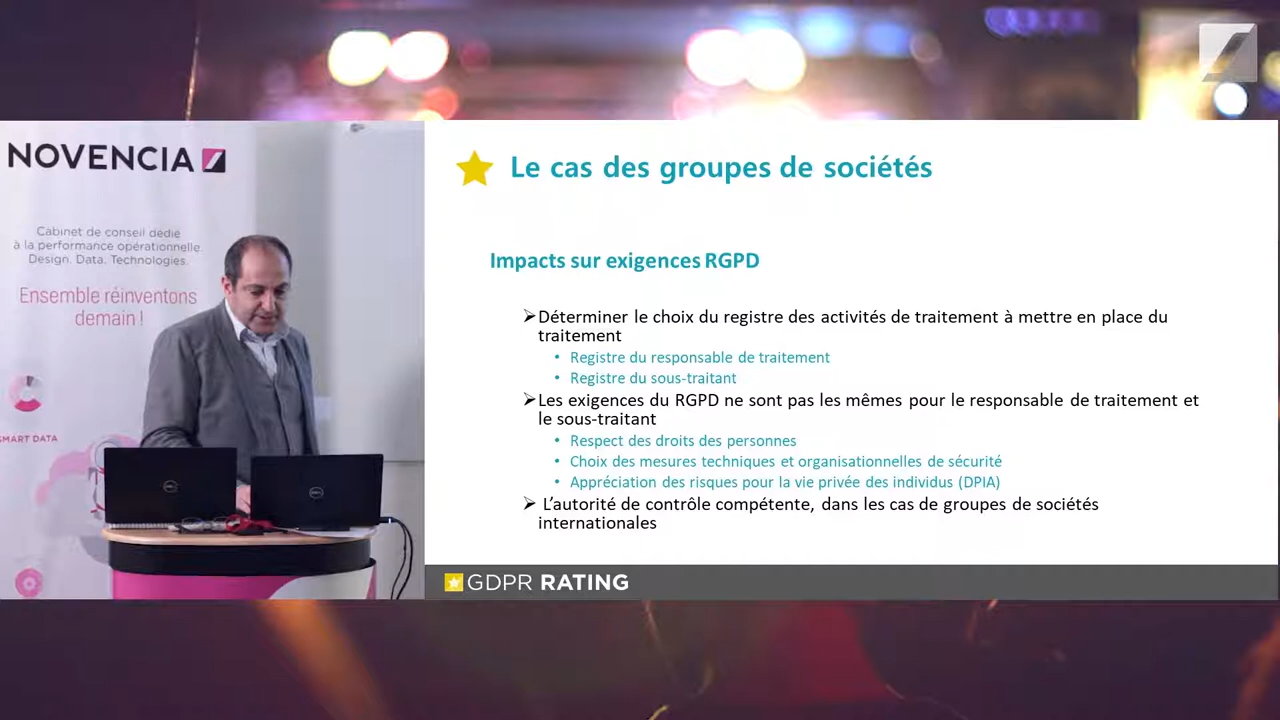 NOVENCIA
Cabinet de conseil dédié
à la performance opérationnelle.
Design. Data. Technologies.
Ensemble réinventons
demain !
SMART DATA
Le cas des groupes de sociétés
Impacts sur exigences RGPD
➢Déterminer le choix du registre des activités de traitement à mettre en place du
traitement
• Registre du responsable de traitement
• Registre du sous-traitant
➢Les exigences du RGPD ne sont pas les mêmes pour le responsable de traitement et
le sous-traitant
• Respect des droits des personnes
• Choix des mesures techniques et organisationnelles de sécurité
• Appréciation des risques pour la vie privée des individus (DPIA)
➢ L’autorité de contrôle compétente, dans les cas de groupes de sociétés
internationales
GDPR RATING